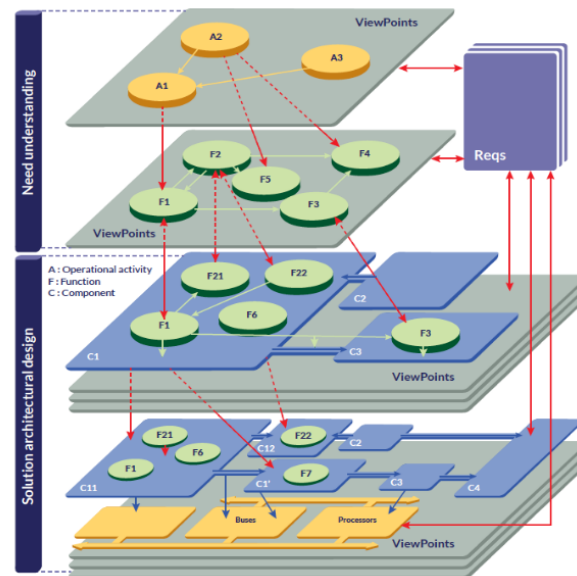 Need understanding
ViewPoints
A2
A3
A1
Reqs
F2
F4
F5
F1
F3
ViewPoints
Solution architectural design
A : Operational activity
F : Function
C : Component
F21
F22
C2
F6
F1
F3
C1
C3
ViewPoints
F21
F22
C2
F6
C12
F1
F7
C3
C11
C1'
C4
Buses
Processors
ViewPoints